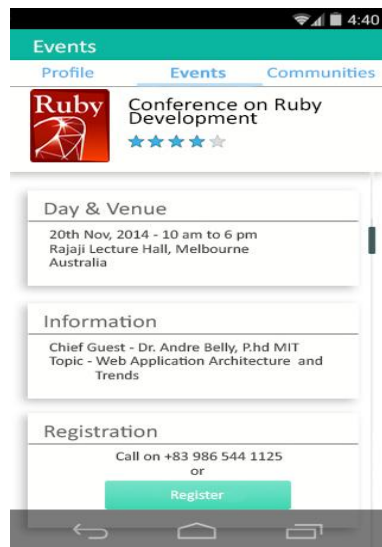 4:40
Events
Profile Events Communities
Ruby
Conference on Ruby
Development
Day & Venue
20th Nov, 2014 - 10 am to 6 pm
Rajaji Lecture Hall, Melbourne
Australia
Information
Chief Guest - Dr. Andre Belly, P.hd MIT
Topic - Web Application Architecture and
Trends
Registration
Call on +83 986 544 1125
or
Register